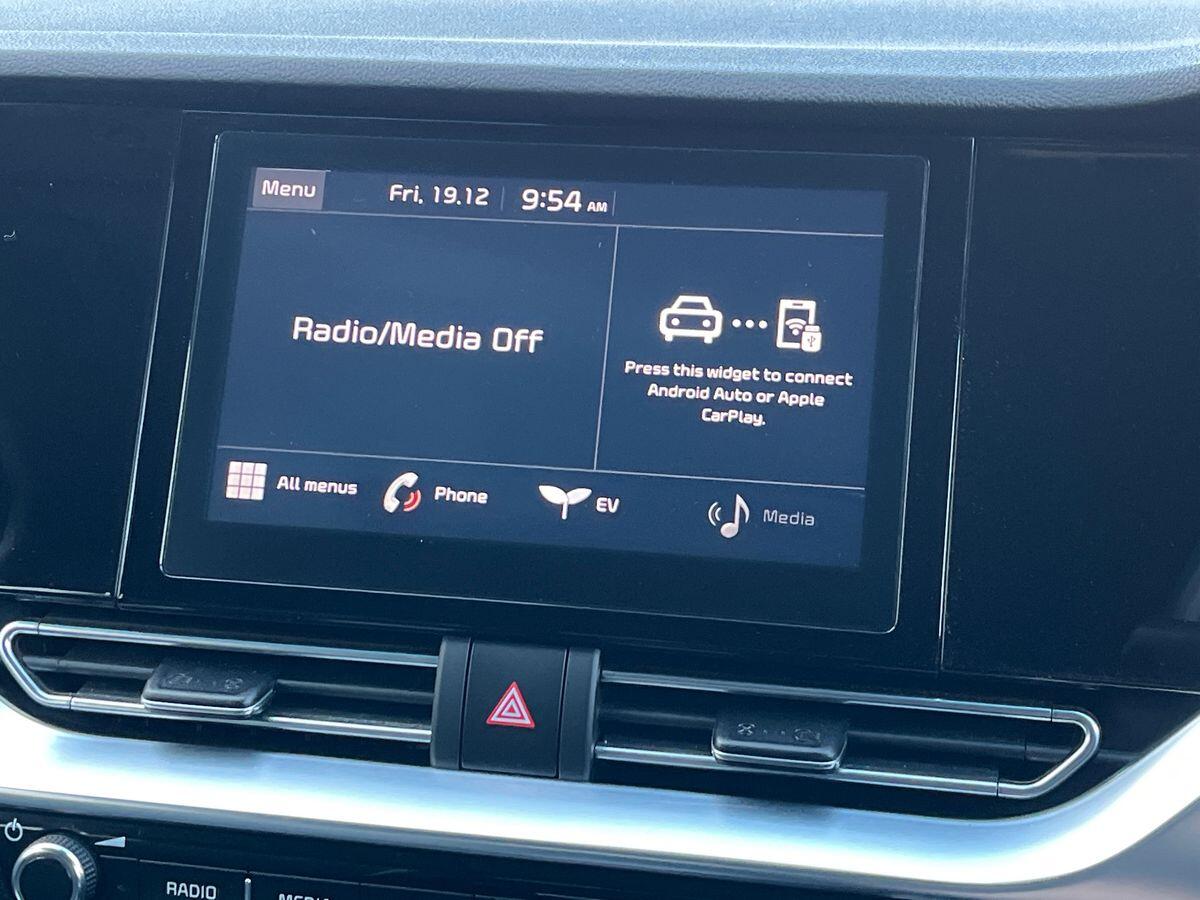 Menu
Fri. 19.12
9:54 AM
Radio/Media Off
Press this widget to connect
Android Auto or Apple
CarPlay.
All menus
Phone
EV
Media
RADIO